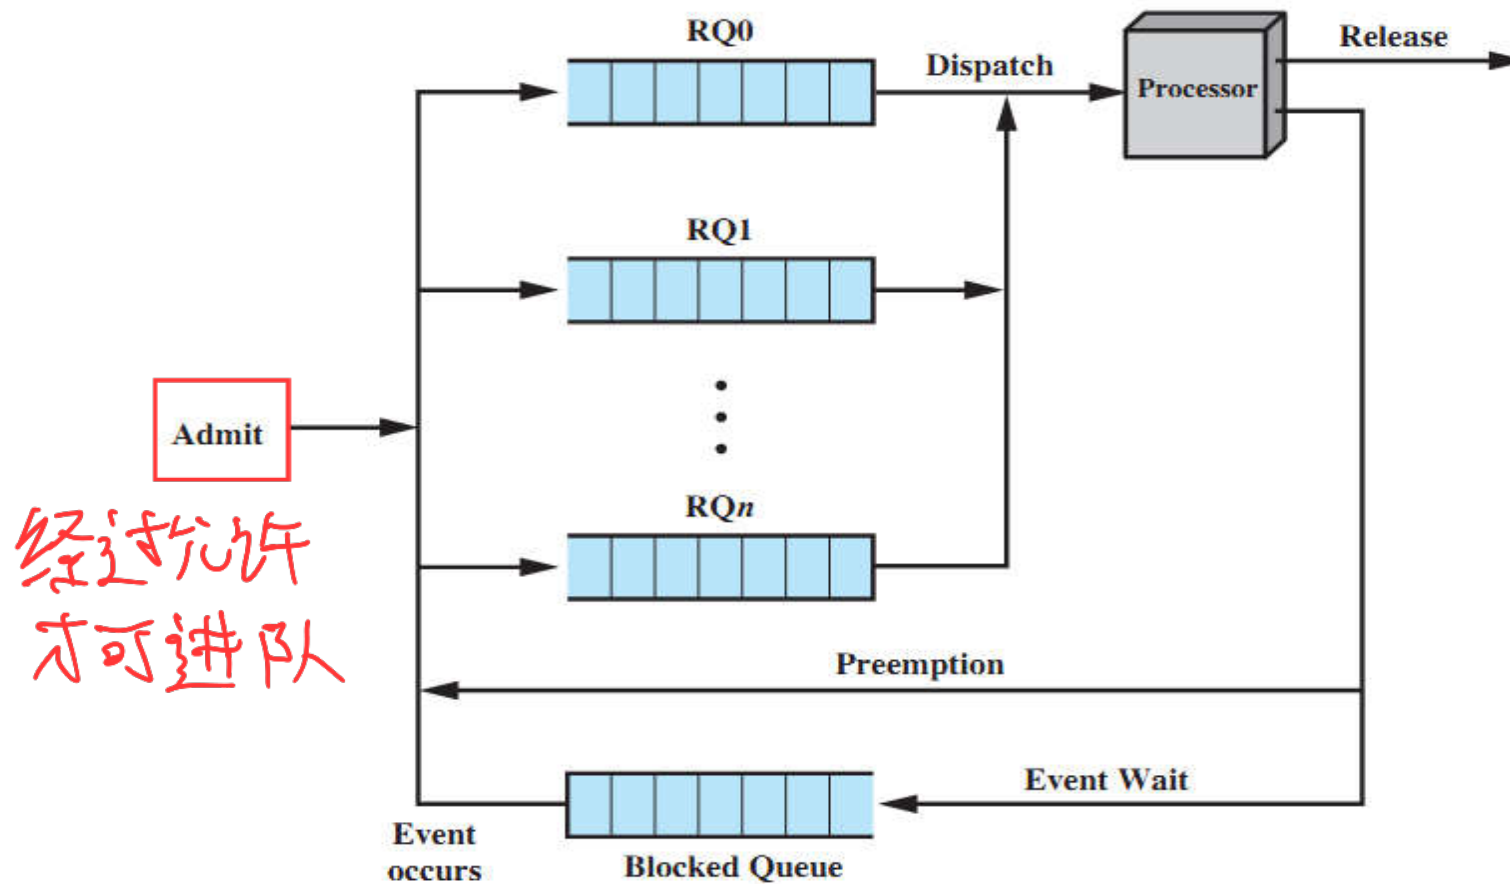 RQ0
Dispatch
Processor
Release
RQ1
Admit
经过允许
才可进队
RQn
Preemption
Event Wait
Event
occurs
Blocked Queue